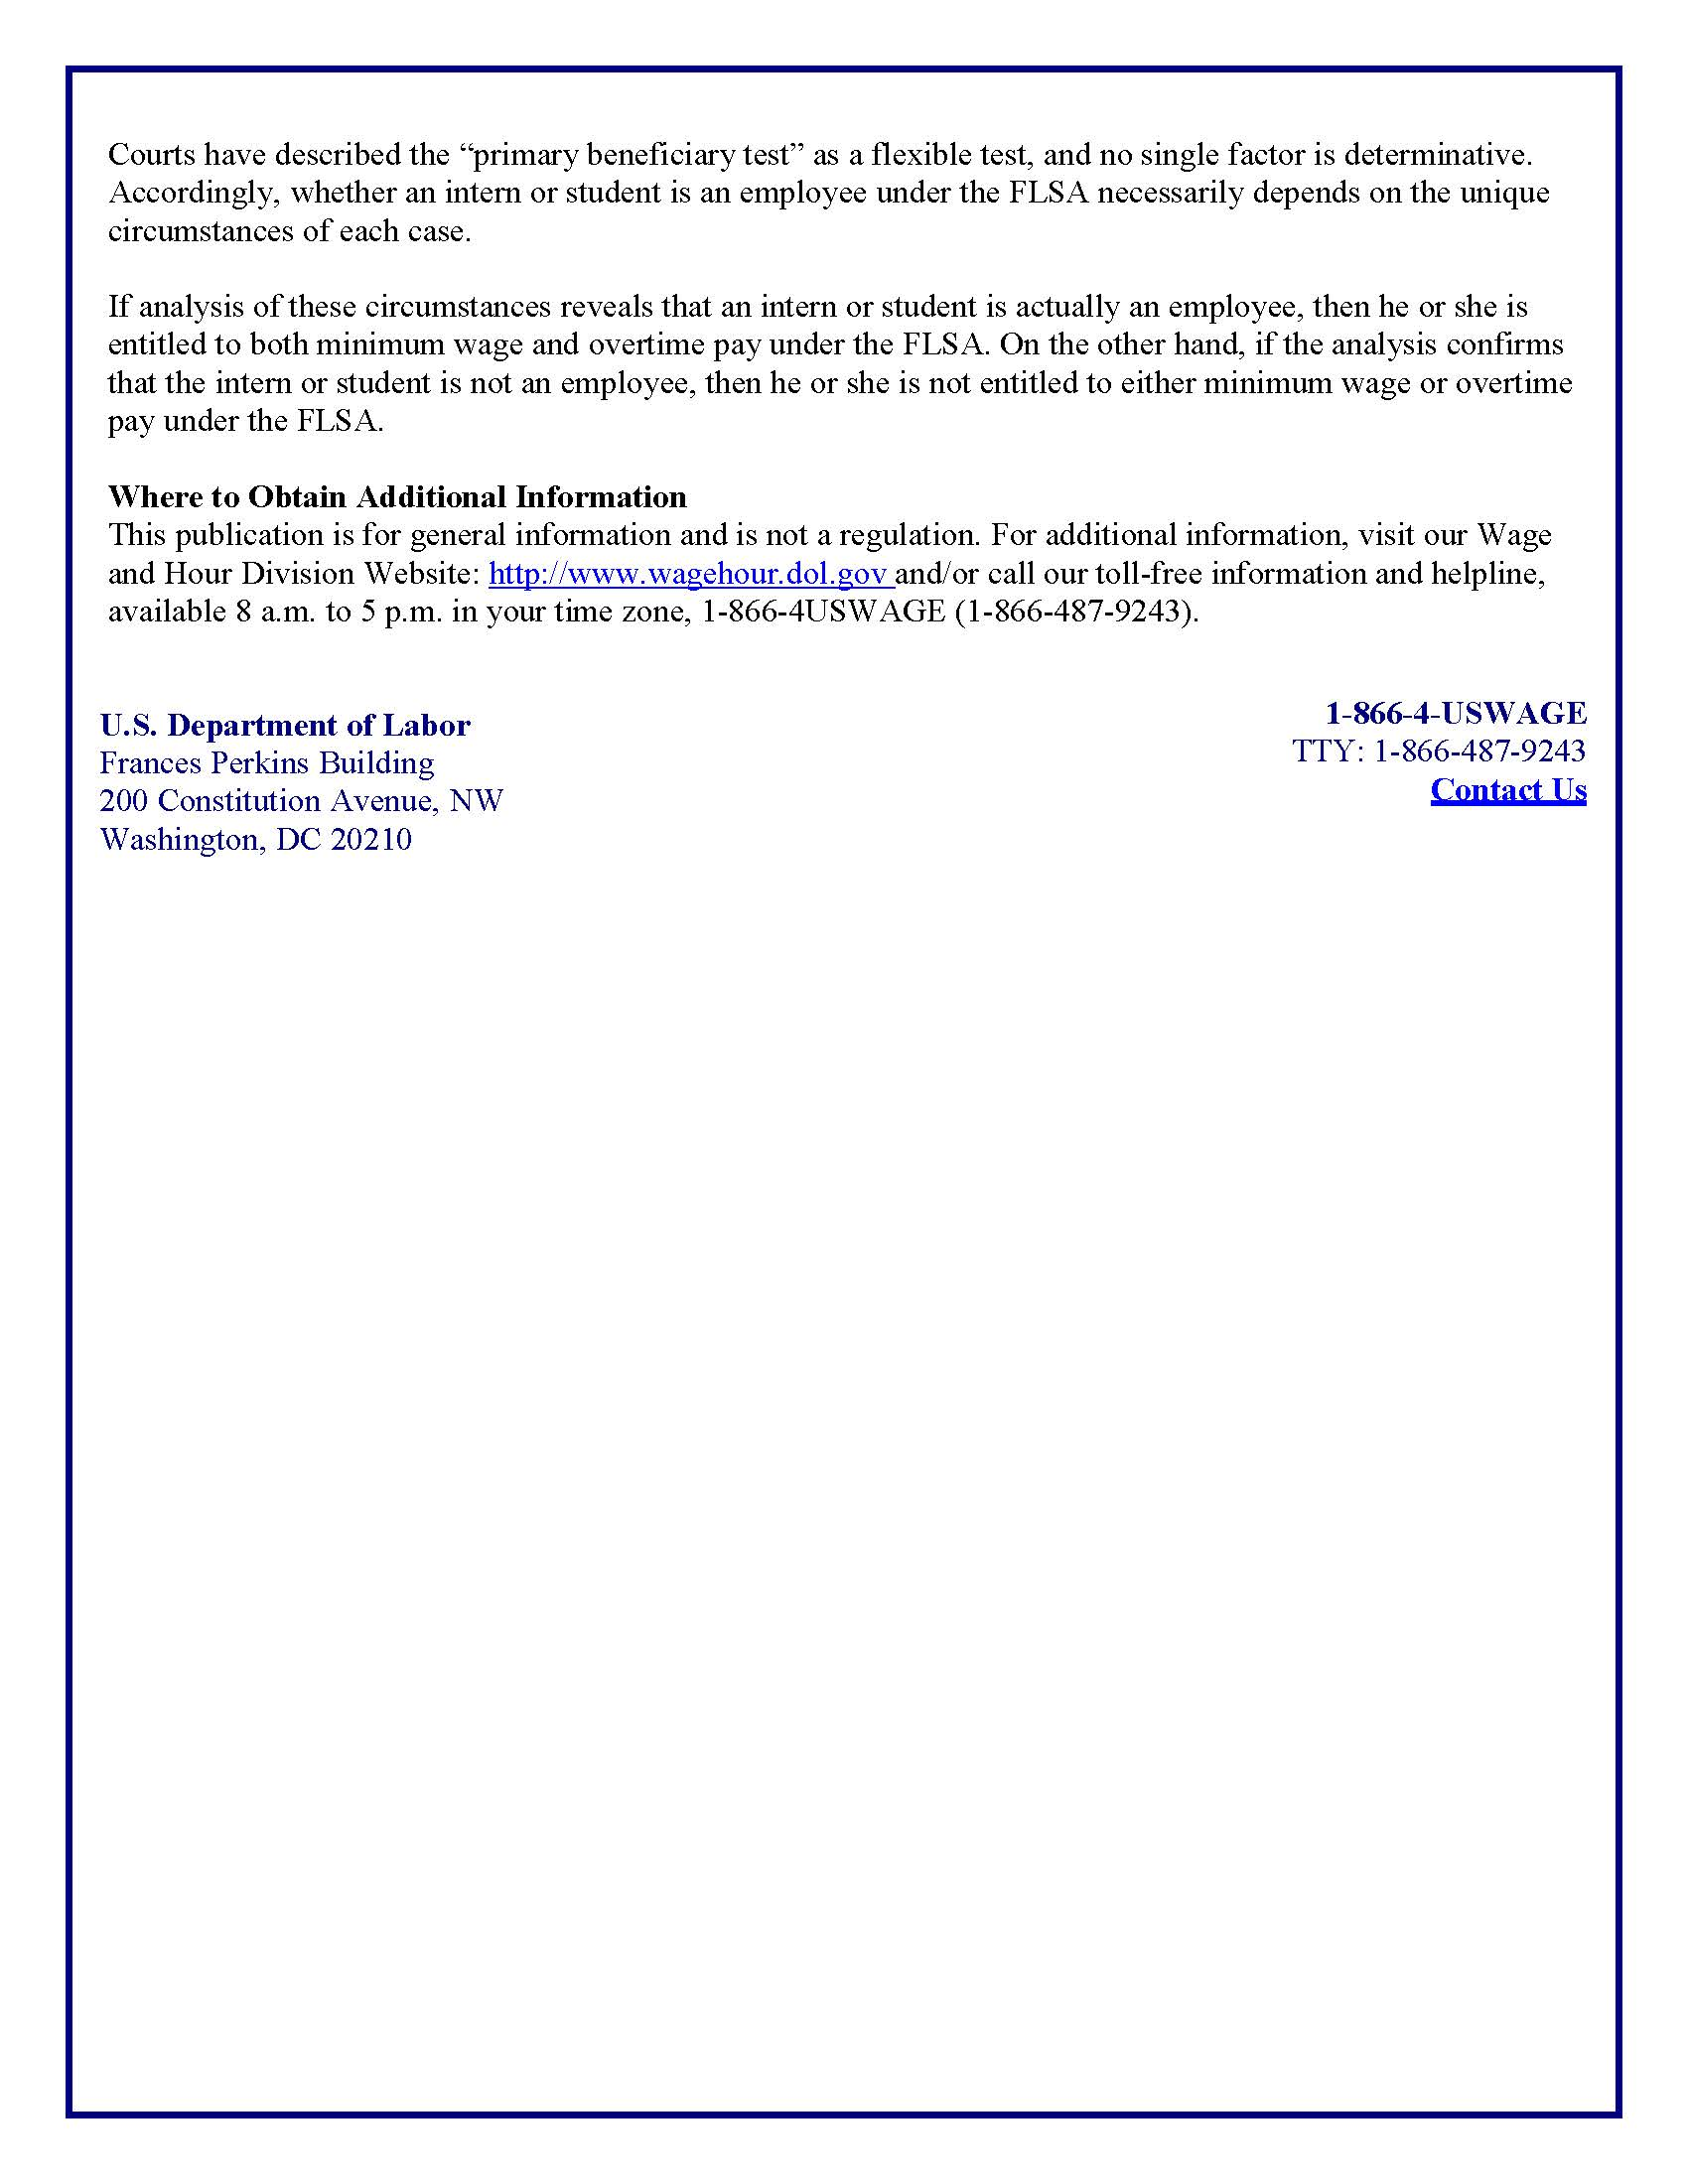 Courts have described the “primary beneficiary test” as a flexible test, and no single factor is determinative.
Accordingly, whether an intern or student is an employee under the FLSA necessarily depends on the unique
circumstances of each case.
If analysis of these circumstances reveals that an intern or student is actually an employee, then he or she is
entitled to both minimum wage and overtime pay under the FLSA. On the other hand, if the analysis confirms
that the intern or student is not an employee, then he or she is not entitled to either minimum wage or overtime
pay under the FLSA.
Where to Obtain Additional Information
This publication is for general information and is not a regulation. For additional information, visit our Wage
and Hour Division Website: http://www.wagehour.dol.gov and/or call our toll-free information and helpline,
available 8 a.m. to 5 p.m. in your time zone, 1-866-4USWAGE (1-866-487-9243).
U.S. Department of Labor
Frances Perkins Building
200 Constitution Avenue, NW
Washington, DC 20210
1-866-4-USWAGE
TTY: 1-866-487-9243
Contact Us